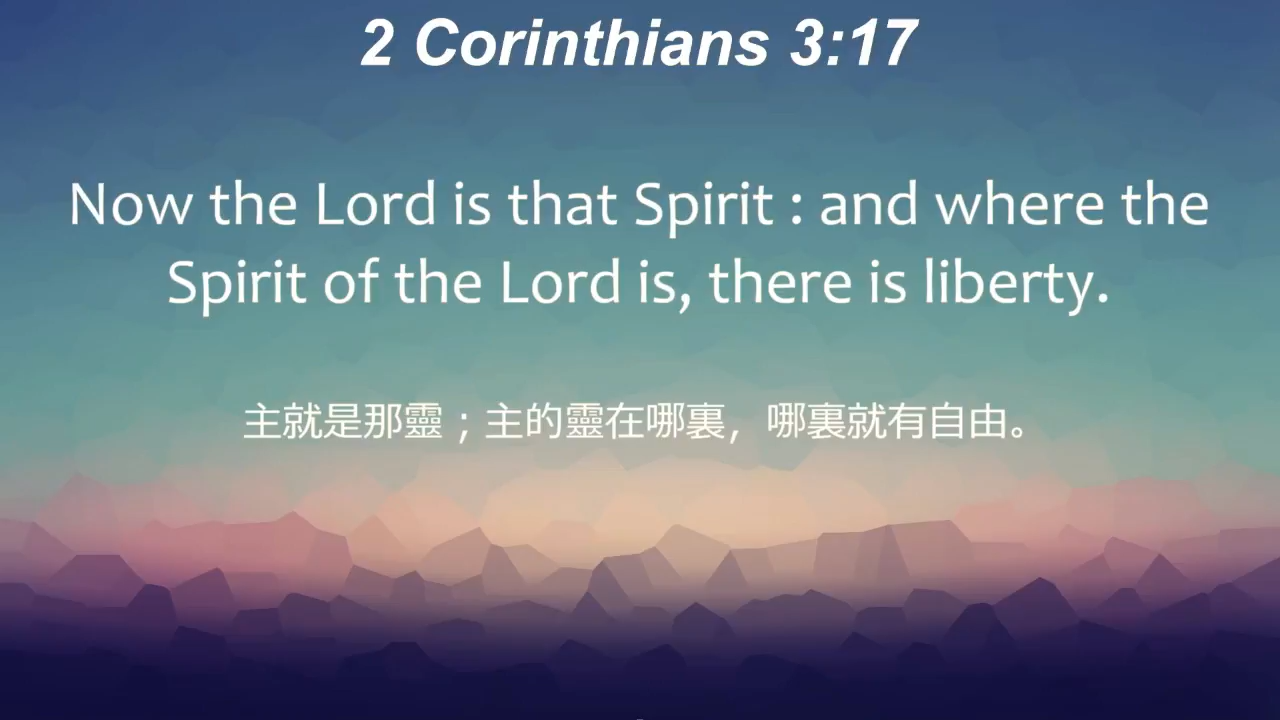 2 Corinthians 3:17
Now the Lord is that Spirit : and where the
Spirit of the Lord is, there is liberty.
主就是那靈；主的靈在哪裏，哪裏就有自由。